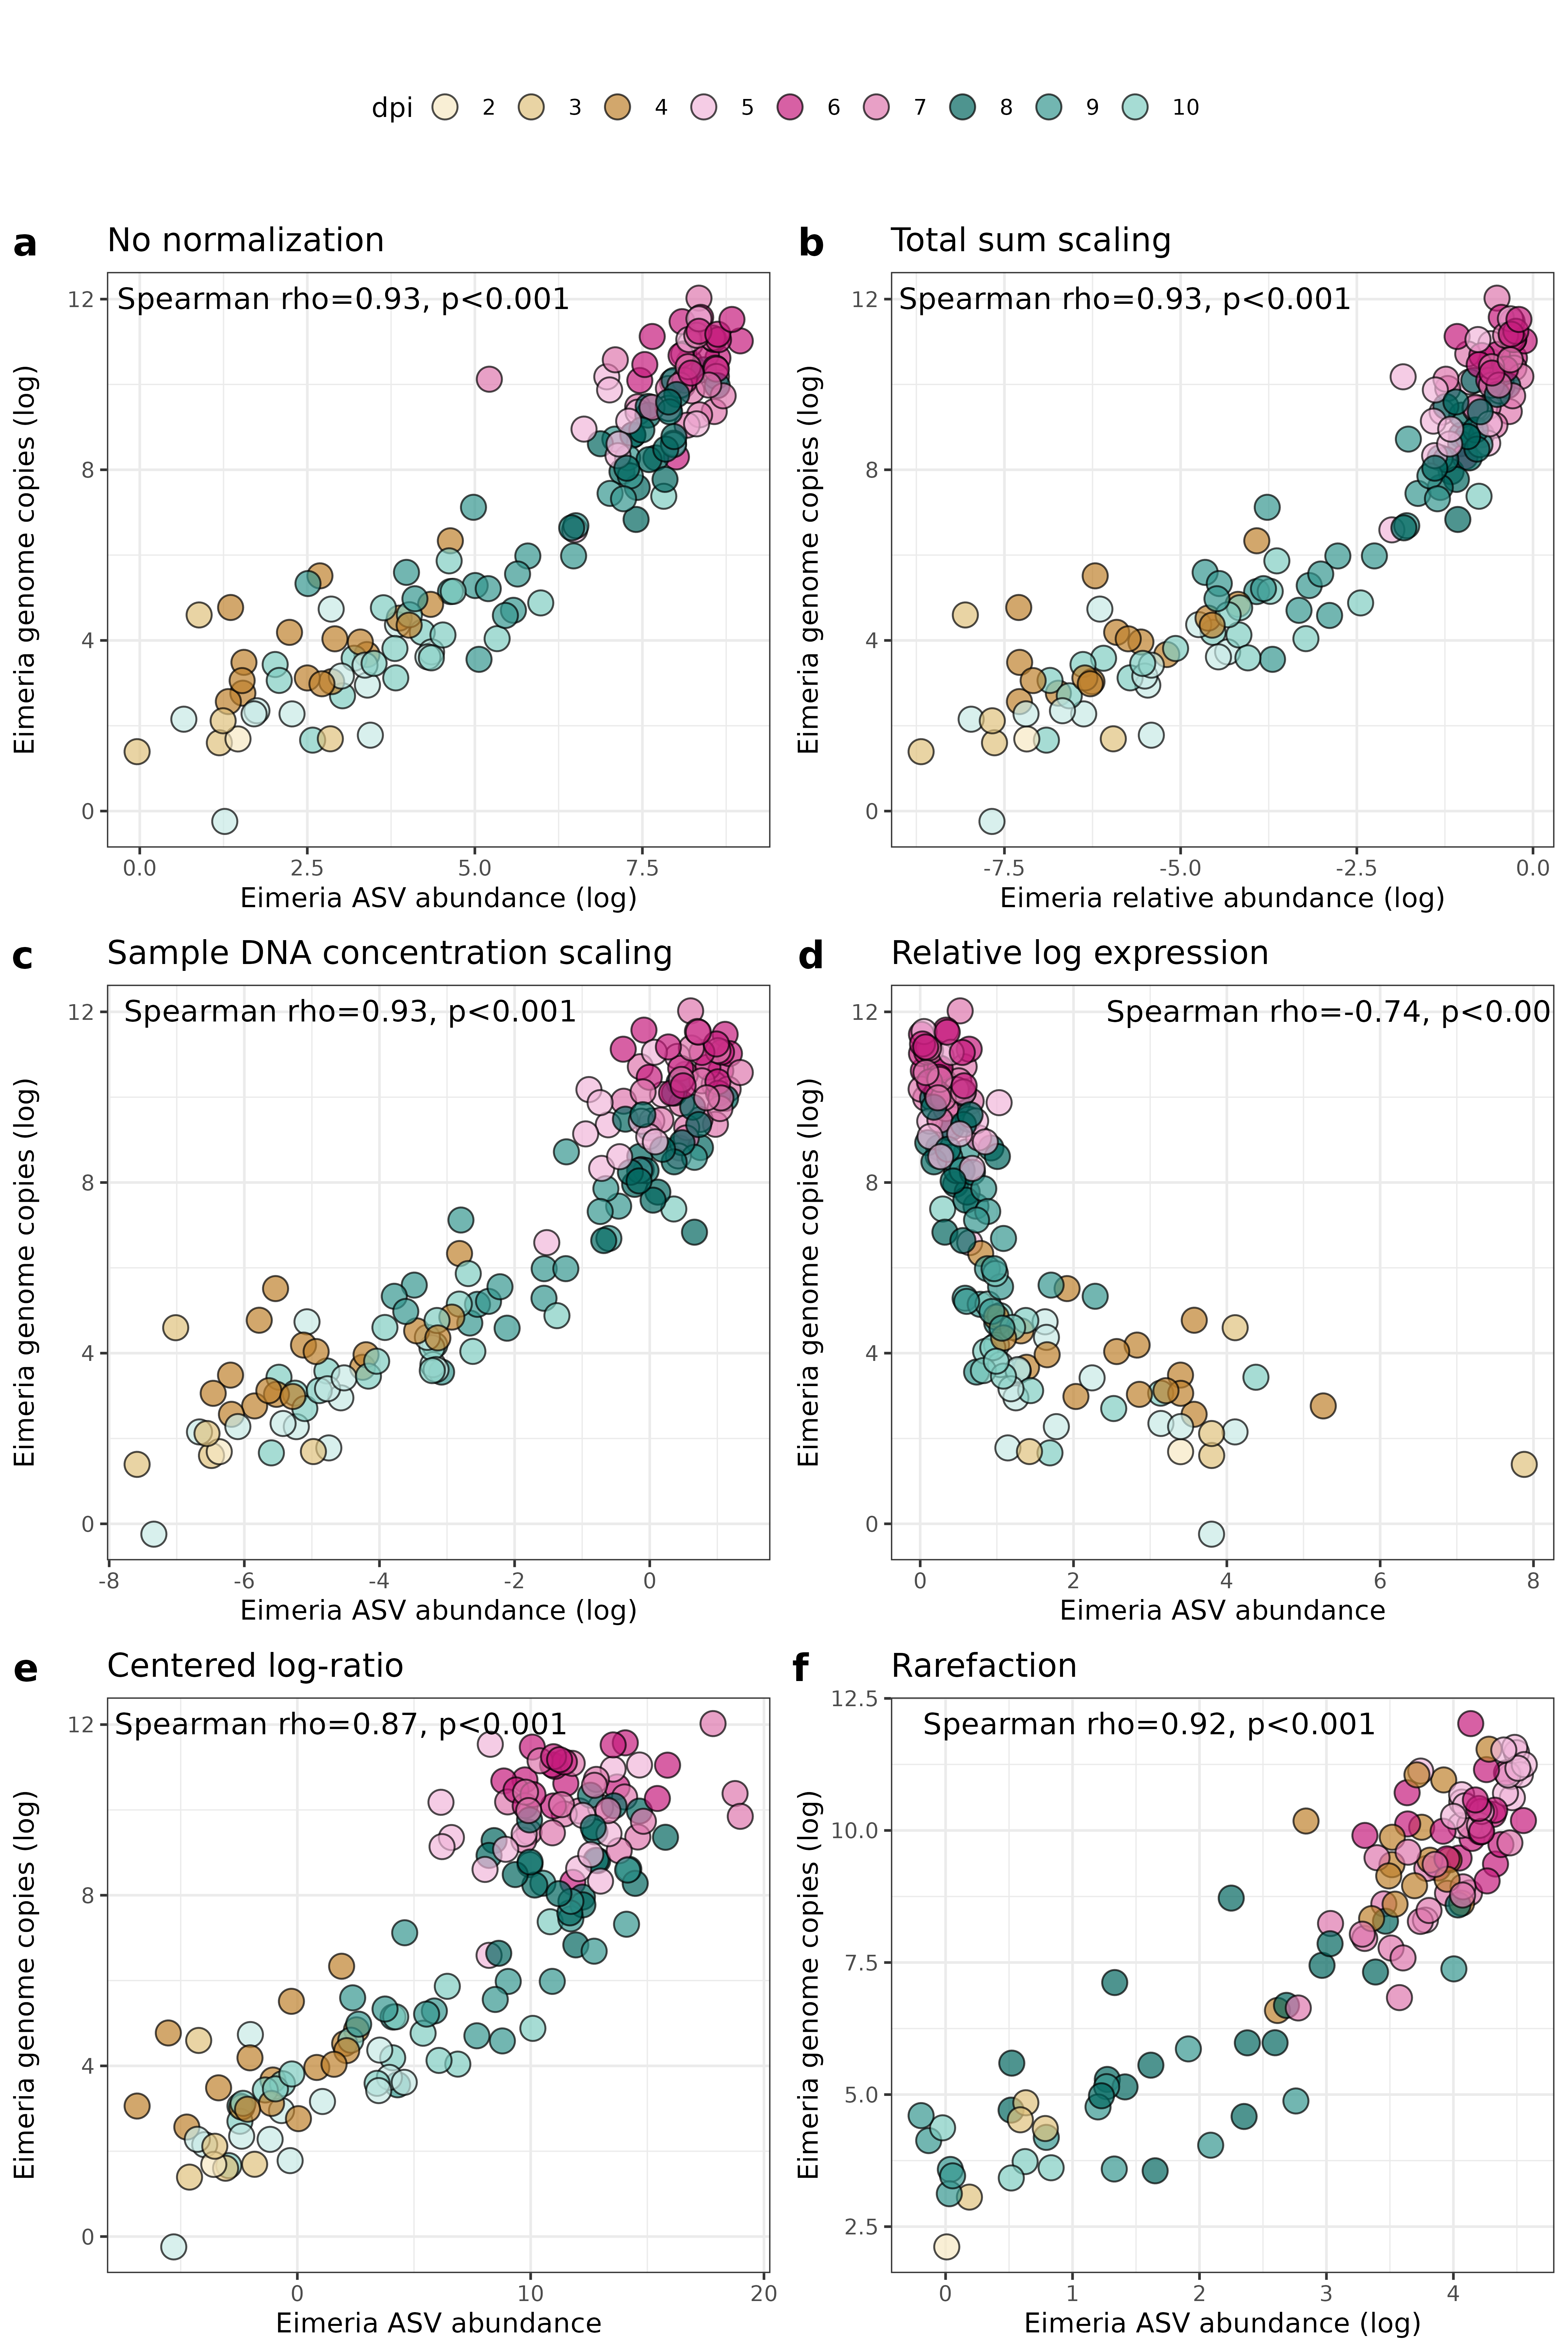 dpi 2 3 4 5 6 7 8 9 10
a No normalization
Spearman rho=0.93, p<0.001
Eimeria genome copies (log)
12
8
4
0
0.0 2.5 5.0 7.5
Eimeria ASV abundance (log)
b Total sum scaling
Spearman rho=0.93, p<0.001
Eimeria genome copies (log)
12
8
4
0
-7.5 -5.0 -2.5 0.0
Eimeria relative abundance (log)
c Sample DNA concentration scaling
Spearman rho=0.93, p<0.001
Eimeria genome copies (log)
12
8
4
0
-8 -6 -4 -2 0
Eimeria ASV abundance (log)
d Relative log expression
Spearman rho=-0.74, p<0.00
Eimeria genome copies (log)
12
8
4
0
0 2 4 6 8
Eimeria ASV abundance
e Centered log-ratio
Spearman rho=0.87, p<0.001
Eimeria genome copies (log)
12
8
4
0
0 10 20
Eimeria ASV abundance
f Rarefaction
Spearman rho=0.92, p<0.001
Eimeria genome copies (log)
12.5
10.0
7.5
5.0
2.5
0 1 2 3 4
Eimeria ASV abundance (log)